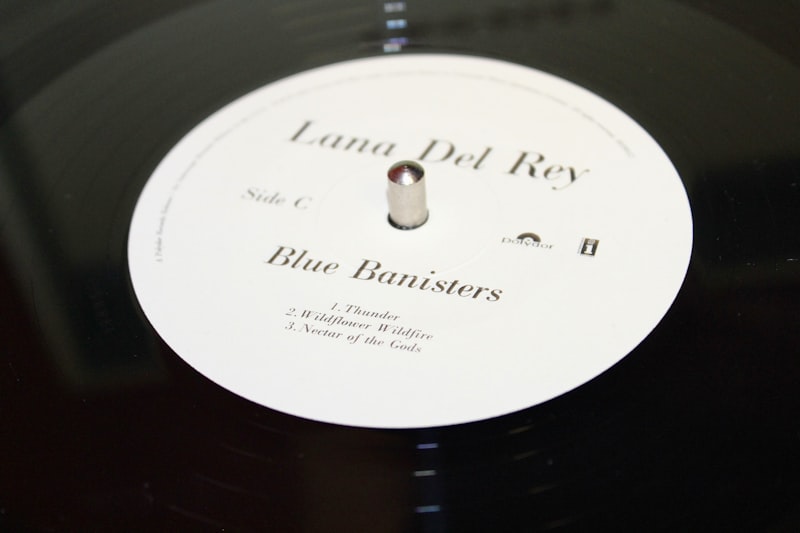 Lana Del Rey
Side C
polydor
Blue Banisters
1. Thunder
2. Wildflower Wildfire
3. Nectar of the Gods